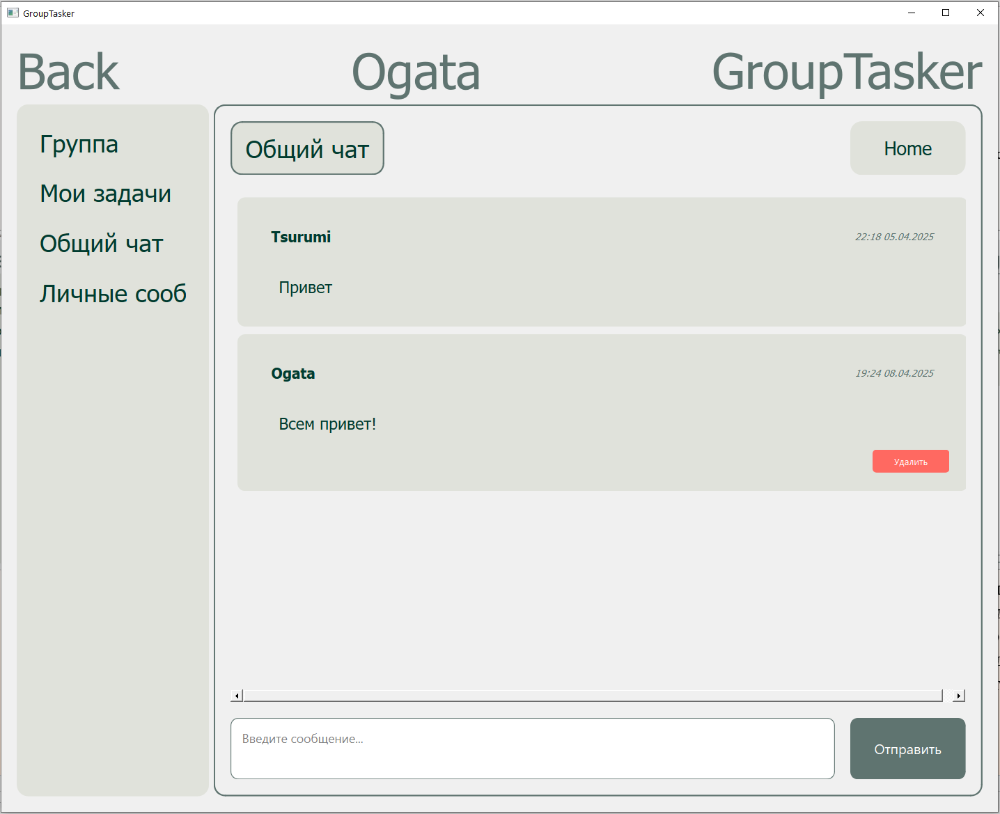 GroupTasker
Back
Ogata
GroupTasker
Группа
Мои задачи
Общий чат
Личные сооб
Общий чат
Home
Tsurumi
22:18 05.04.2025
Привет
Ogata
19:24 08.04.2025
Всем привет!
Удалить
Введите сообщение...
Отправить